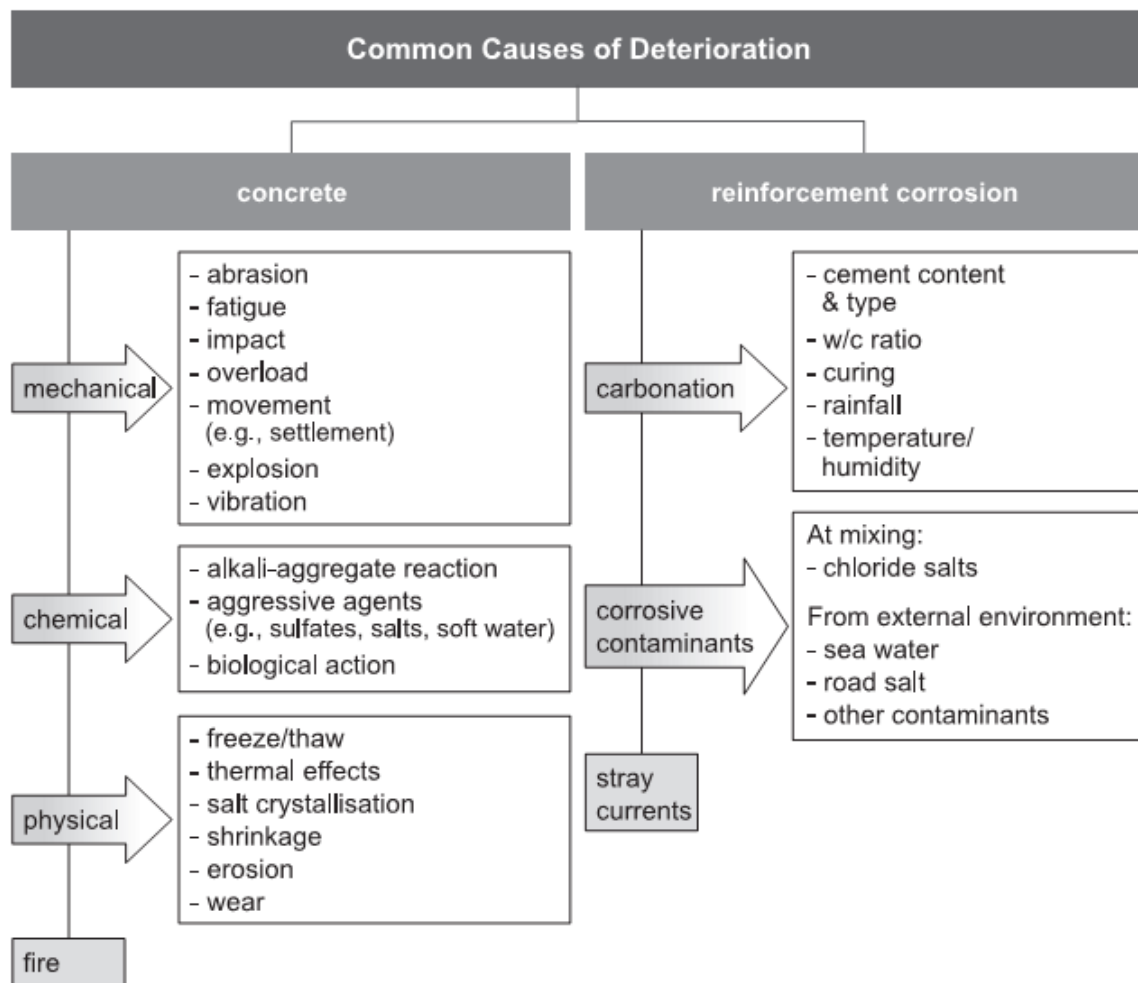 Common Causes of Deterioration
concrete
mechanical
- abrasion
- fatigue
- impact
- overload
- movement
(e.g., settlement)
- explosion
- vibration
chemical
- alkali-aggregate reaction
- aggressive agents
(e.g., sulfates, salts, soft water)
- biological action
physical
- freeze/thaw
- thermal effects
- salt crystallisation
- shrinkage
- erosion
- wear
fire
reinforcement corrosion
carbonation
- cement content
& type
- w/c ratio
- curing
- rainfall
- temperature/
humidity
corrosive
contaminants
At mixing:
- chloride salts
From external environment:
- sea water
- road salt
- other contaminants
stray
currents